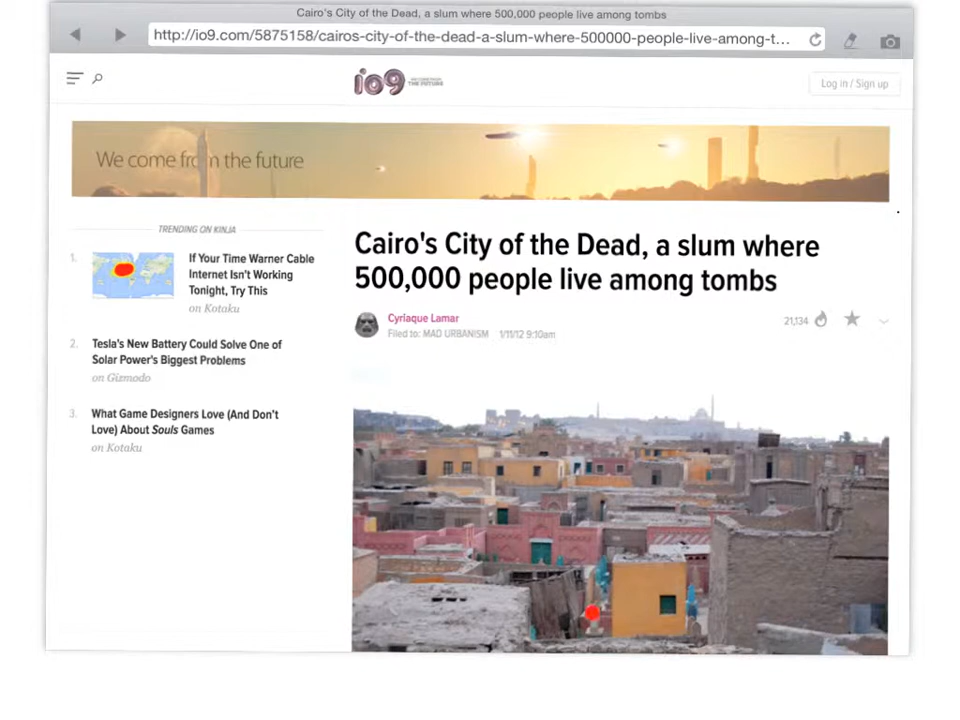 Cairo's City of the Dead, a slum where 500,000 people live among tombs
http://io9.com/5875158/cairos-city-of-the-dead-a-slum-where-500000-people-live-among-t...
io9
Log in / Sign up
We come from the future
TRENDING ON KINJA
1. If Your Time Warner Cable
Internet Isn't Working
Tonight, Try This
on Kotaku
2. Tesla's New Battery Could Solve One of
Solar Power's Biggest Problems
on Gizmodo
3. What Game Designers Love (And Don't
Love) About Souls Games
on Kotaku
Cairo's City of the Dead, a slum where
500,000 people live among tombs
Cyriaque Lamar
Filed to: MAD URBANISM 1/11/12 9:10am
21,134